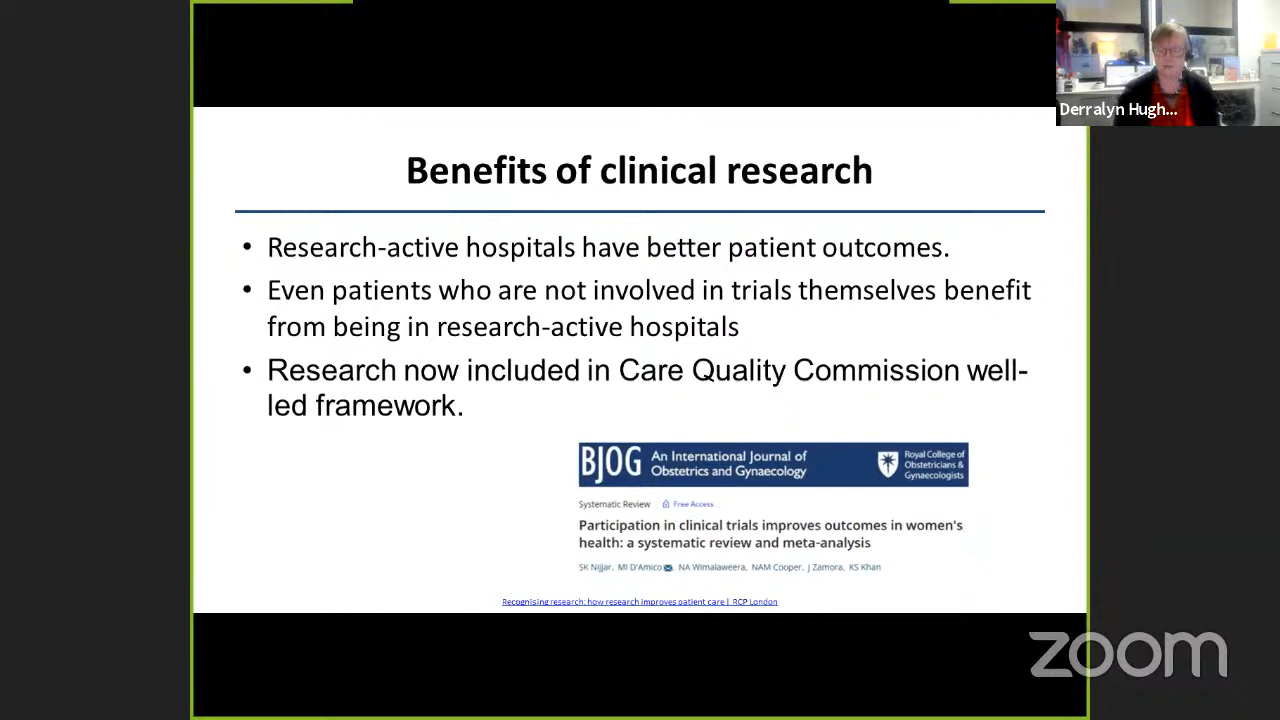 Derralyn Hugh...
Benefits of clinical research
• Research-active hospitals have better patient outcomes.
• Even patients who are not involved in trials themselves benefit
from being in research-active hospitals
• Research now included in Care Quality Commission well-
led framework.
BJOG An International Journal of
Obstetrics and Gynaecology
Royal College of
Obstetricians &
Gynaecologists
Systematic Review Free Access
Participation in clinical trials improves outcomes in women's
health: a systematic review and meta-analysis
SK Nijjar, MI D'Amico, NA Wimalaweera, NAM Cooper, J Zamora, KS Khan
Recognising research: how research improves patient care | RCP London
zoom